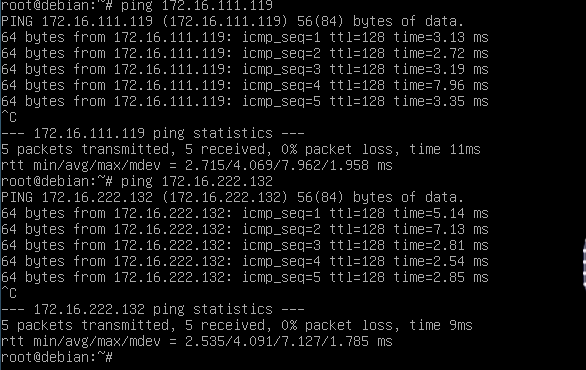 root@debian:~# ping 172.16.111.119
PING 172.16.111.119 (172.16.111.119) 56(84) bytes of data.
64 bytes from 172.16.111.119: icmp_seq=1 ttl=128 time=3.13 ms
64 bytes from 172.16.111.119: icmp_seq=2 ttl=128 time=2.72 ms
64 bytes from 172.16.111.119: icmp_seq=3 ttl=128 time=3.19 ms
64 bytes from 172.16.111.119: icmp_seq=4 ttl=128 time=7.96 ms
64 bytes from 172.16.111.119: icmp_seq=5 ttl=128 time=3.35 ms
^C
--- 172.16.111.119 ping statistics ---
5 packets transmitted, 5 received, 0% packet loss, time 11ms
rtt min/avg/max/mdev = 2.715/4.069/7.962/1.958 ms
root@debian:~# ping 172.16.222.132
PING 172.16.222.132 (172.16.222.132) 56(84) bytes of data.
64 bytes from 172.16.222.132: icmp_seq=1 ttl=128 time=5.14 ms
64 bytes from 172.16.222.132: icmp_seq=2 ttl=128 time=7.13 ms
64 bytes from 172.16.222.132: icmp_seq=3 ttl=128 time=2.81 ms
64 bytes from 172.16.222.132: icmp_seq=4 ttl=128 time=2.54 ms
64 bytes from 172.16.222.132: icmp_seq=5 ttl=128 time=2.85 ms
^C
--- 172.16.222.132 ping statistics ---
5 packets transmitted, 5 received, 0% packet loss, time 9ms
rtt min/avg/max/mdev = 2.535/4.091/7.127/1.785 ms
root@debian:~#